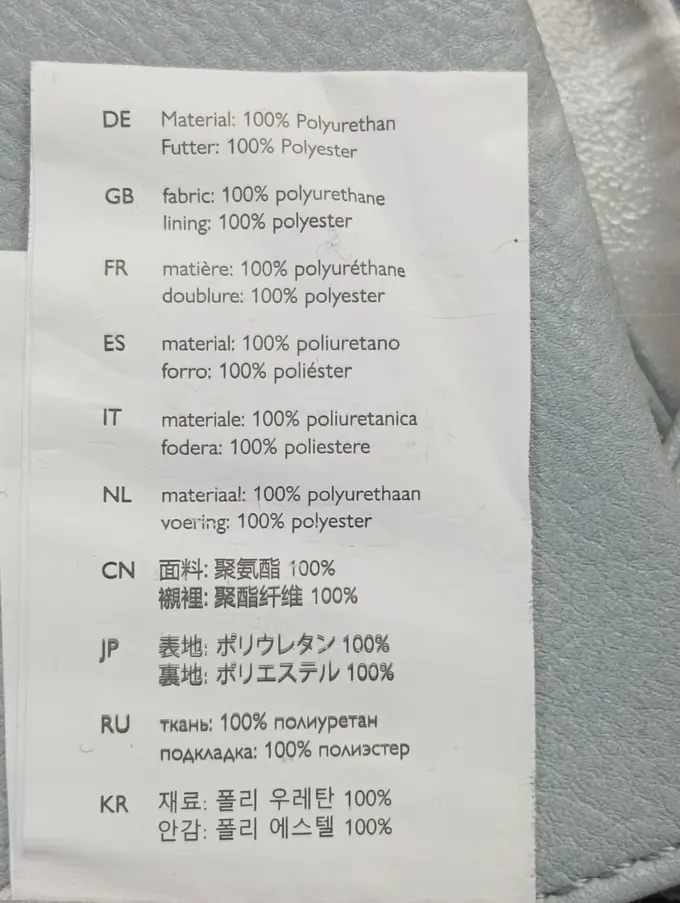 DE Material: 100% Polyurethan
Futter: 100% Polyester
GB fabric: 100% polyurethane
lining: 100% polyester
FR matière: 100% polyuréthane
doublure: 100% polyester
ES material: 100% poliuretano
forro: 100% poliéster
IT materiale: 100% poliuretanica
fodera: 100% poliestere
NL materiaal: 100% polyurethaan
voering: 100% polyester
CN 面料: 聚氨酯 100%
襯裡: 聚酯纤维 100%
JP 表地: ポリウレタン 100%
裏地: ポリエステル 100%
RU ткань: 100% полиуретан
подкладка: 100% полиэстер
KR 재료: 폴리 우레탄 100%
안감: 폴리 에스텔 100%